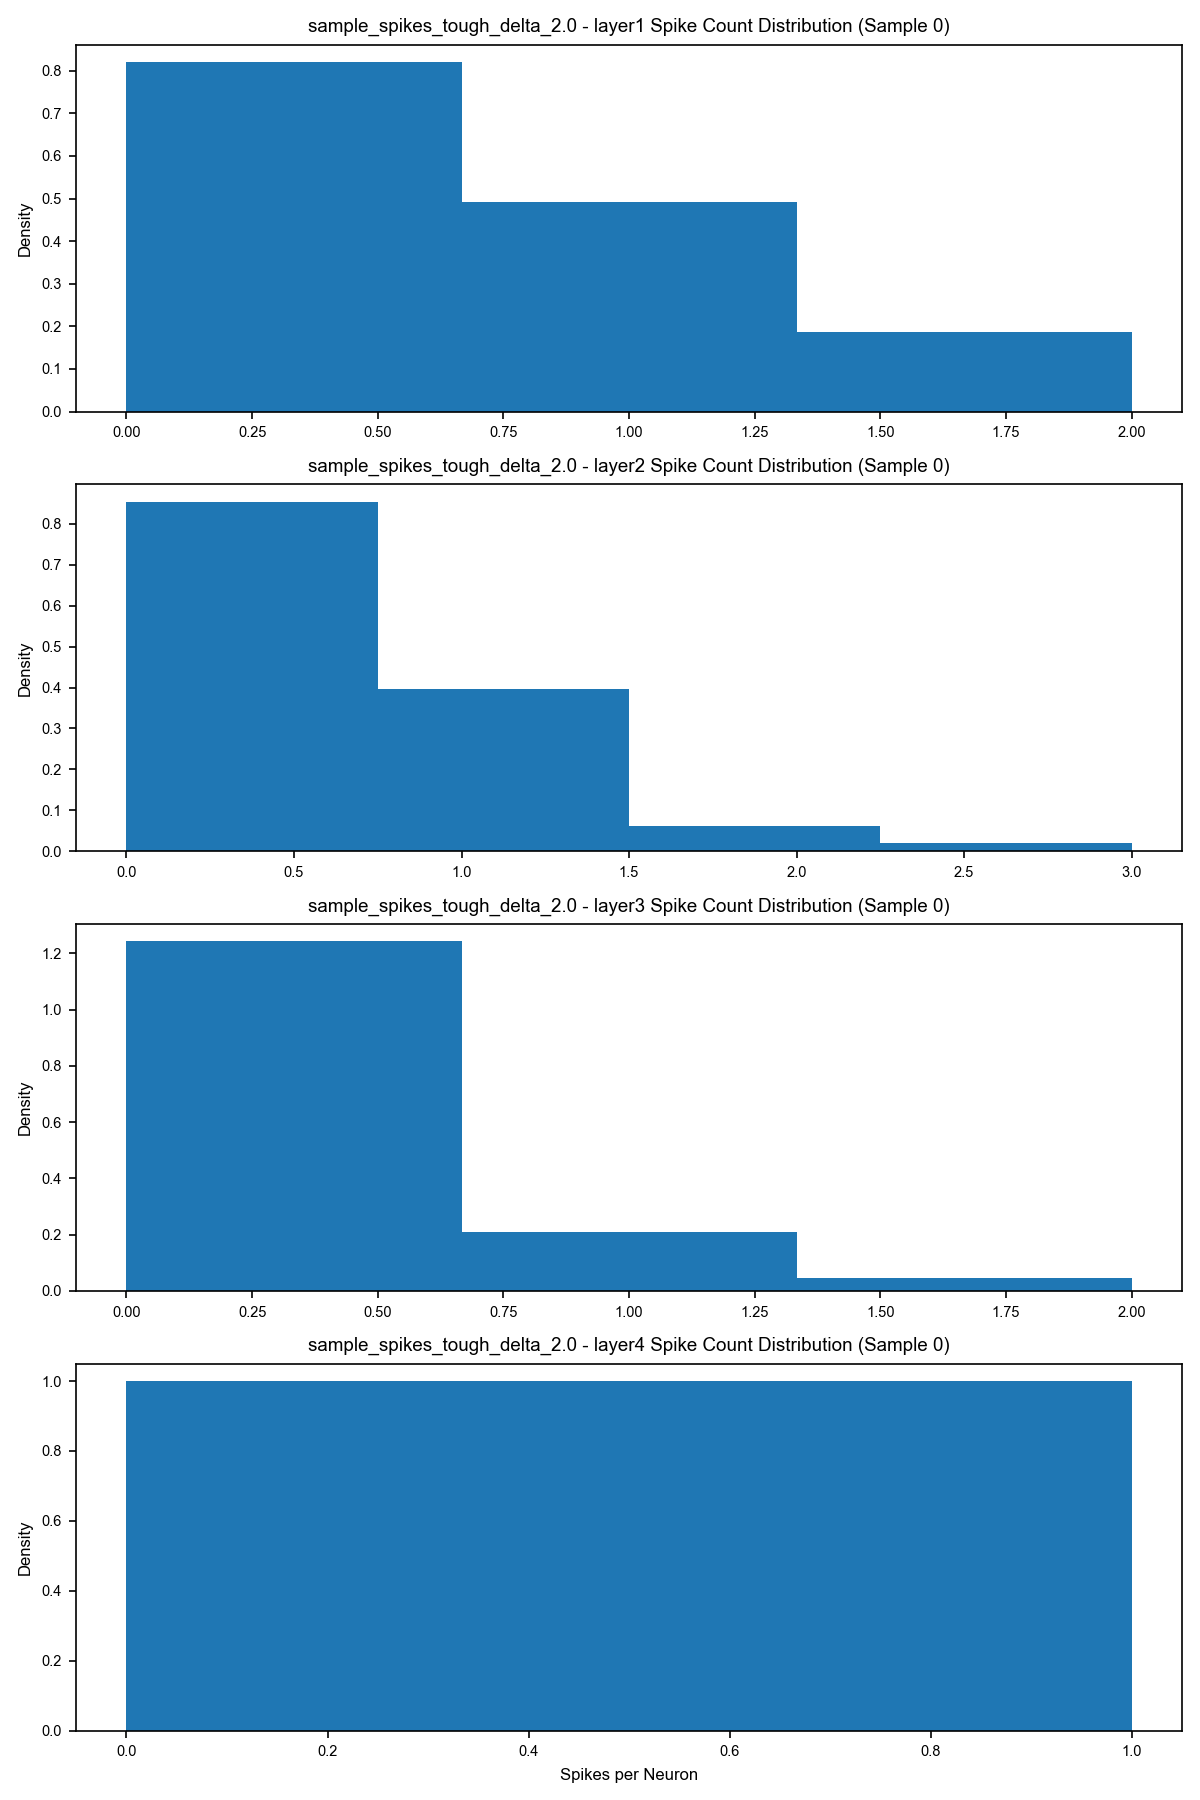 sample_spikes_tough_delta_2.0 - layer1 Spike Count Distribution (Sample 0)
0.8
0.7
0.6
0.5
0.4
0.3
0.2
0.1
0.0
Density
0.00 0.25 0.50 0.75 1.00 1.25 1.50 1.75 2.00
sample_spikes_tough_delta_2.0 - layer2 Spike Count Distribution (Sample 0)
0.8
0.7
0.6
0.5
0.4
0.3
0.2
0.1
0.0
Density
0.0 0.5 1.0 1.5 2.0 2.5 3.0
sample_spikes_tough_delta_2.0 - layer3 Spike Count Distribution (Sample 0)
1.2
1.0
0.8
0.6
0.4
0.2
0.0
Density
0.00 0.25 0.50 0.75 1.00 1.25 1.50 1.75 2.00
sample_spikes_tough_delta_2.0 - layer4 Spike Count Distribution (Sample 0)
1.0
0.8
0.6
0.4
0.2
0.0
Density
0.0 0.2 0.4 0.6 0.8 1.0
Spikes per Neuron